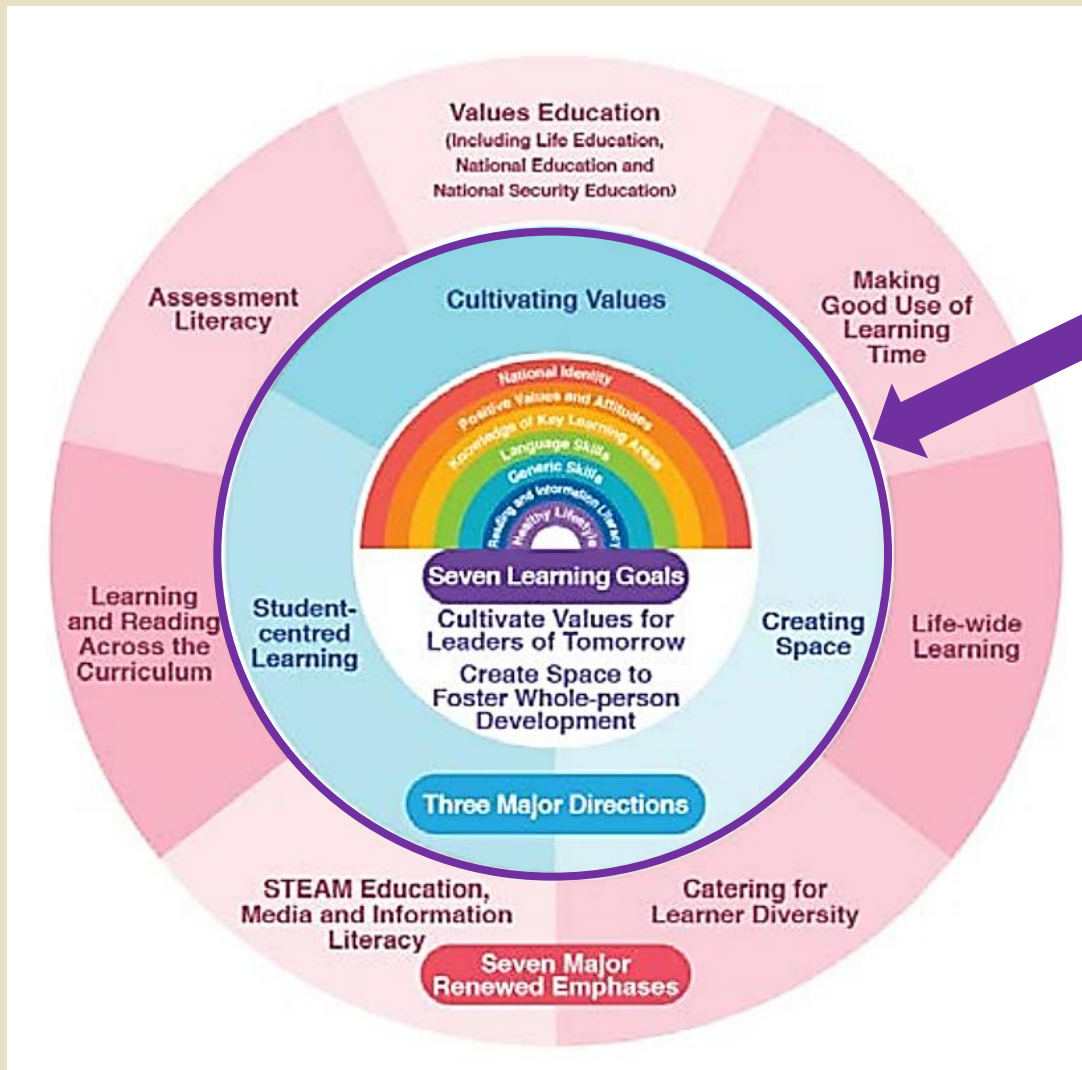 Values Education
(Including Life Education,
National Education and
National Security Education)
Making
Good Use of
Learning
Time
Life-wide
Learning
Catering for
Learner Diversity
Seven Major
Renewed Emphases
STEAM Education,
Media and Information
Literacy
Learning
and Reading
Across the
Curriculum
Assessment
Literacy
Cultivating Values
Creating
Space
Three Major Directions
Student-
centred
Learning
National Identity
Positive Values and Attitudes
Knowledge of Key Learning Areas
Language Skills
Generic Skills
Reading and Information Literacy
Healthy Lifestyle
Seven Learning Goals
Cultivate Values for
Leaders of Tomorrow
Create Space to
Foster Whole-person
Development